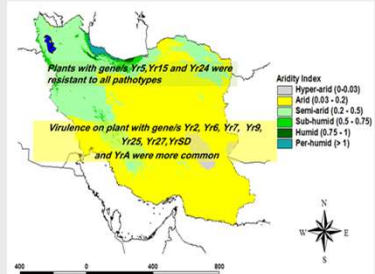 Plants with gene/s Yr5,Yr15 and Yr24 were
resistant to all pathotypes
Aridity Index
Hyper-arid (0-0.03)
Arid (0.03 - 0.2)
Semi-arid (0.2 - 0.5)
Sub-humid (0.5 - 0.75)
Humid (0.75 - 1)
Per-humid (> 1)
Virulence on plant with gene/s Yr2, Yr6, Yr7, Yr9,
Yr25, Yr27,YrSD
and YrA were more common
N
W E
S
400 0 400 800